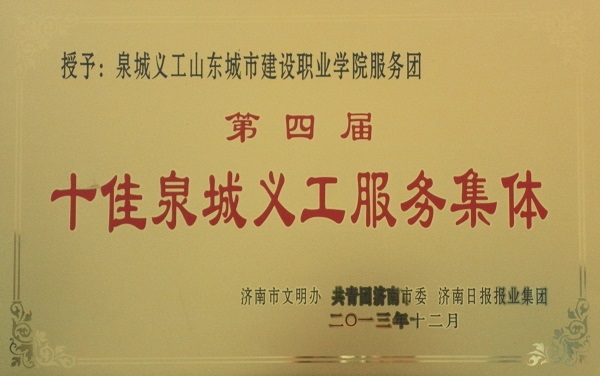 授予：泉城义工山东城市建设职业学院服务团
第四届
十佳泉城义工服务集体
济南市文明办 共青团济南市委 济南日报报业集团
二〇一三年十二月